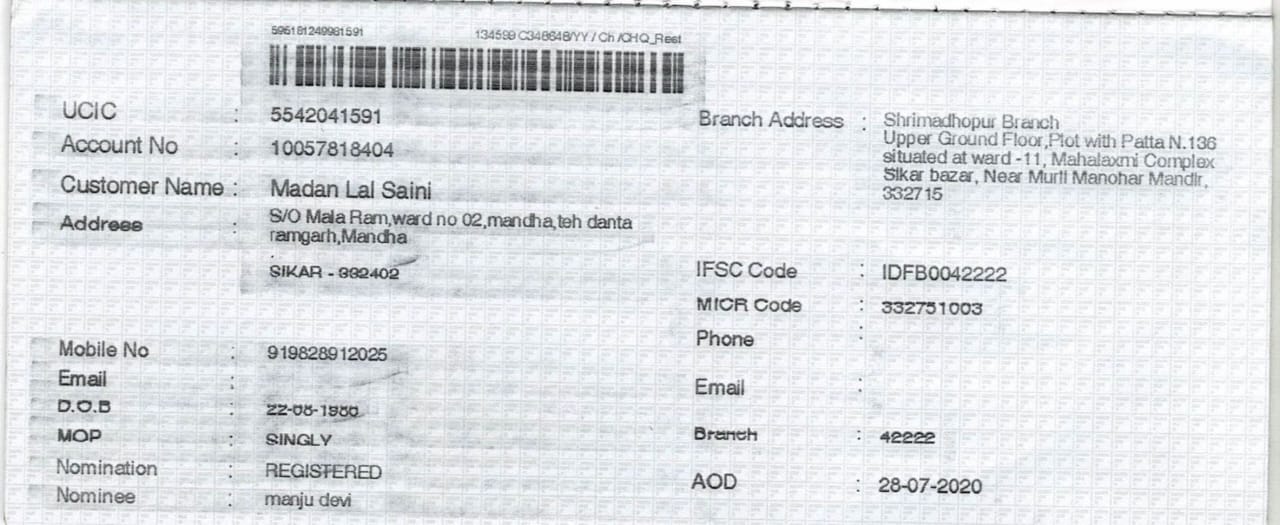 595181249981591 134599 C348648/YY / Ch /CHQ_Rest
UCIC : 5542041591
Account No : 10057818404
Customer Name : Madan Lal Saini
Address : S/O Mala Ram,ward no 02,mandha,teh danta
ramgarh,Mandha
.
SIKAR - 332402
Mobile No : 919828912025
Email :
D.O.B : 22-08-1980
MOP : SINGLY
Nomination : REGISTERED
Nominee : manju devi
Branch Address : Shrimadhopur Branch
Upper Ground Floor,Plot with Patta N.136
situated at ward -11, Mahalaxmi Complex
Sikar bazar, Near Murli Manohar Mandir,
332715
IFSC Code : IDFB0042222
MICR Code : 332751003
Phone :
Email :
Branch : 42222
AOD : 28-07-2020